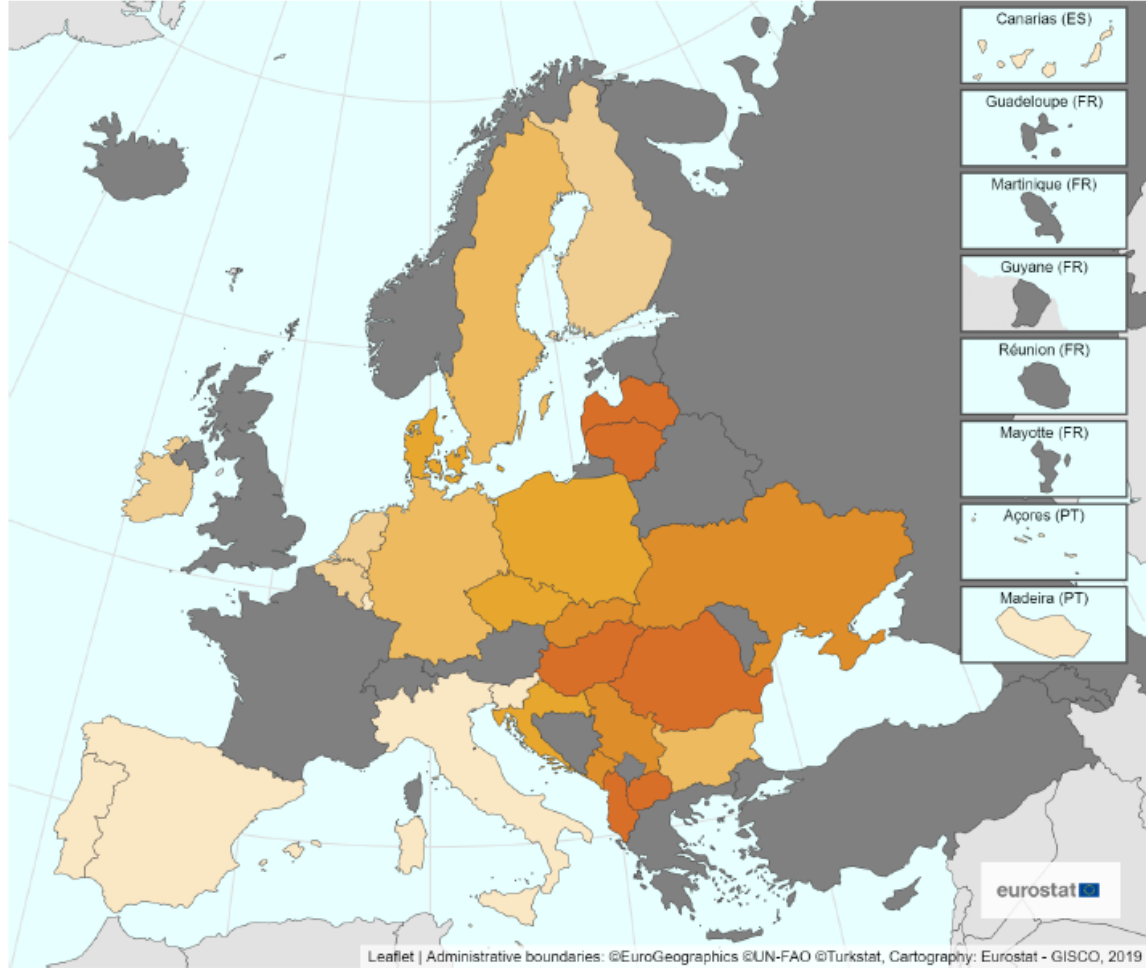 Canarias (ES)
Guadeloupe (FR)
Martinique (FR)
Guyane (FR)
Réunion (FR)
Mayotte (FR)
Açores (PT)
Madeira (PT)
eurostat
Leaflet | Administrative boundaries: ©EuroGeographics ©UN-FAO ©Turkstat, Cartography: Eurostat - GISCO, 2019